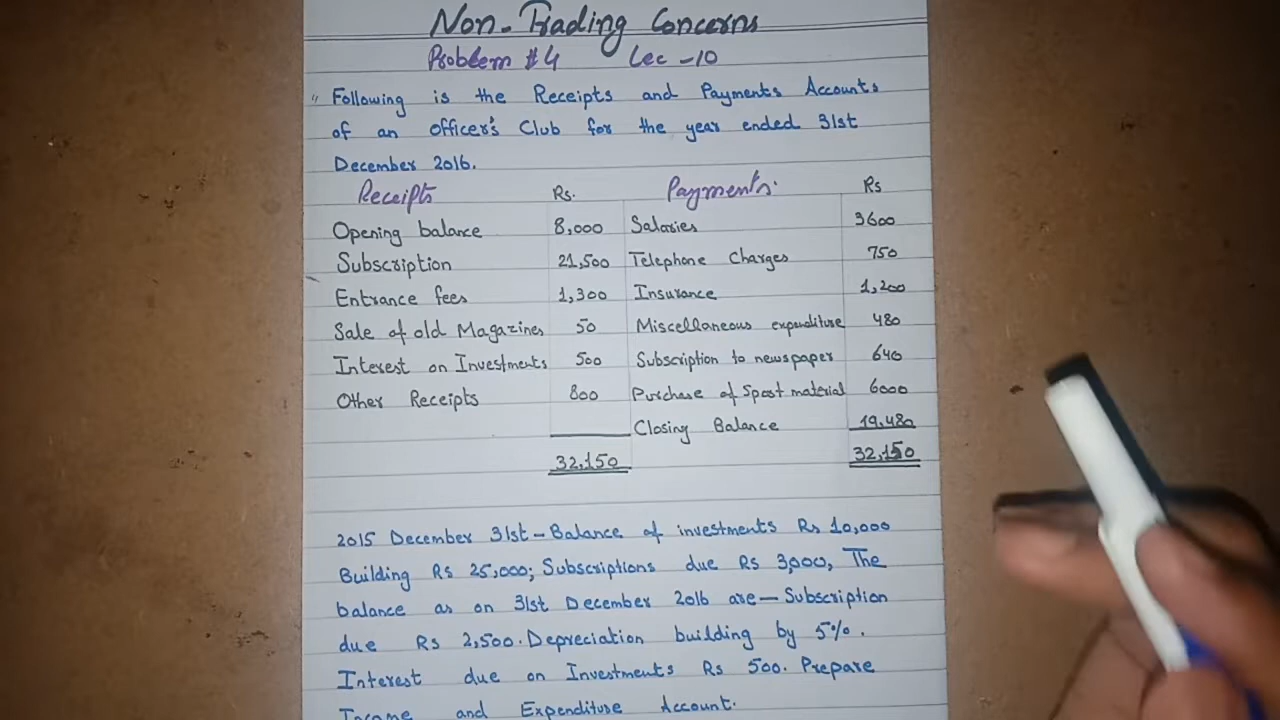 Non-Trading Concerns
Problem #4 Lec-10
" Following is the Receipts and Payments Accounts
of an officer's Club for the year ended 31st
December 2016.
Receipts Rs. Payments. Rs
Opening balance 8,000 Salaries 3600
Subscription 21,500 Telephone Charges 750
Entrance fees 1,300 Insurance 1,200
Sale of old Magazines 50 Miscellaneous expenditure 480
Interest on Investments 500 Subscription to newspaper 640
Other Receipts 800 Purchase of Sport material 6000
Closing Balance 19,480
32,150 32,150
2015 December 31st - Balance of investments Rs 10,000
Building Rs 25,000; Subscriptions due Rs 3,000, The
balance as on 31st December 2016 are - Subscription
due Rs 2,500. Depreciation building by 5%.
Interest due on Investments Rs 500. Prepare
Income and Expenditure Account.